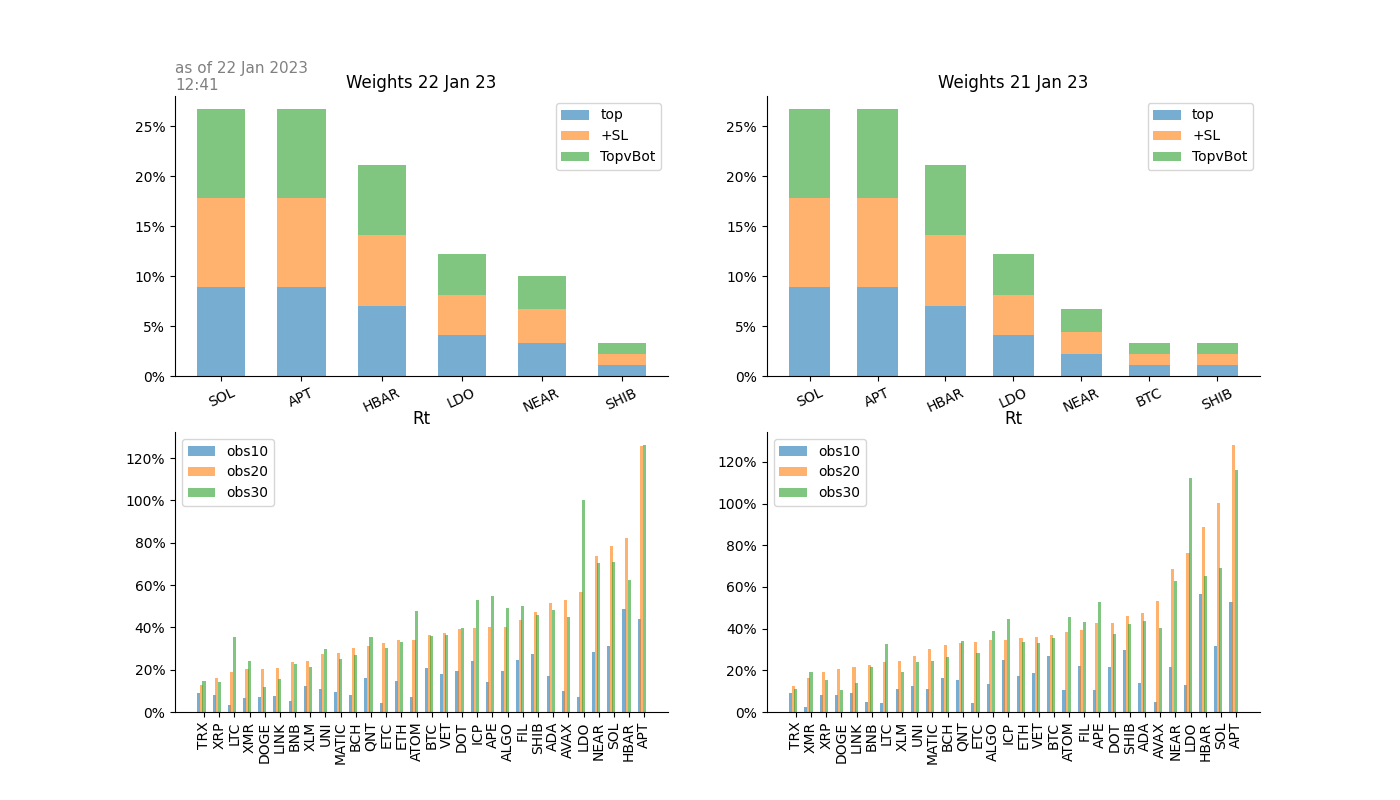 as of 22 Jan 2023
12:41
Weights 22 Jan 23
25%
20%
15%
10%
5%
0%
top
+SL
TopvBot
SOL
APT
HBAR
LDO
NEAR
SHIB
Weights 21 Jan 23
25%
20%
15%
10%
5%
0%
top
+SL
TopvBot
SOL
APT
HBAR
LDO
NEAR
BTC
SHIB
Rt
120%
100%
80%
60%
40%
20%
0%
obs10
obs20
obs30
TRX
XRP
LTC
XMR
DOGE
LINK
BNB
XLM
UNI
MATIC
BCH
QNT
ETC
ETH
ATOM
BTC
VET
DOT
ICP
APE
ALGO
FIL
SHIB
ADA
AVAX
LDO
NEAR
SOL
HBAR
APT
Rt
120%
100%
80%
60%
40%
20%
0%
obs10
obs20
obs30
TRX
XMR
XRP
DOGE
LINK
BNB
LTC
XLM
UNI
MATIC
BCH
QNT
ETC
ALGO
ICP
ETH
VET
BTC
ATOM
FIL
APE
DOT
SHIB
ADA
AVAX
NEAR
LDO
HBAR
SOL
APT